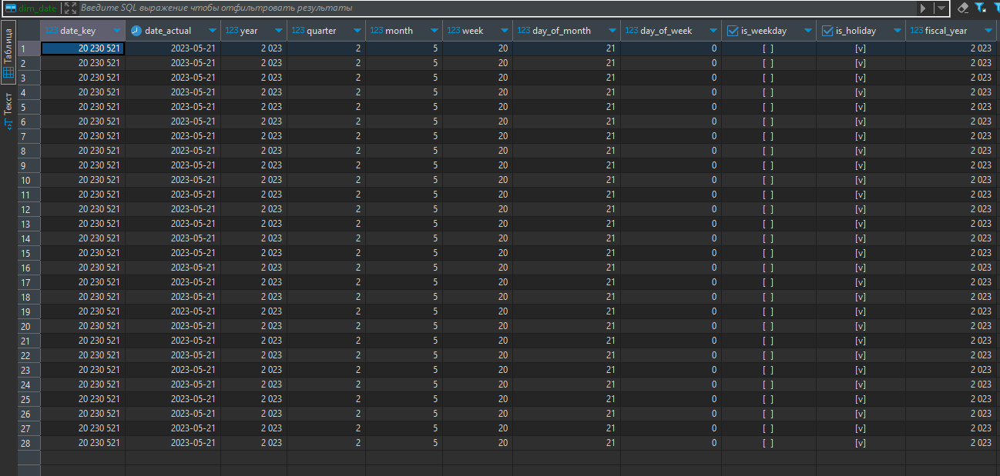 dim_date Введите SQL выражение чтобы отфильтровать результаты
Таблица
Текст
123 date_key date_actual 123 year 123 quarter 123 month 123 week 123 day_of_month 123 day_of_week is_weekday is_holiday 123 fiscal_year
1 20 230 521 2023-05-21 2 023 2 5 20 21 0 [ ] [v] 2 023
2 20 230 521 2023-05-21 2 023 2 5 20 21 0 [ ] [v] 2 023
3 20 230 521 2023-05-21 2 023 2 5 20 21 0 [ ] [v] 2 023
4 20 230 521 2023-05-21 2 023 2 5 20 21 0 [ ] [v] 2 023
5 20 230 521 2023-05-21 2 023 2 5 20 21 0 [ ] [v] 2 023
6 20 230 521 2023-05-21 2 023 2 5 20 21 0 [ ] [v] 2 023
7 20 230 521 2023-05-21 2 023 2 5 20 21 0 [ ] [v] 2 023
8 20 230 521 2023-05-21 2 023 2 5 20 21 0 [ ] [v] 2 023
9 20 230 521 2023-05-21 2 023 2 5 20 21 0 [ ] [v] 2 023
10 20 230 521 2023-05-21 2 023 2 5 20 21 0 [ ] [v] 2 023
11 20 230 521 2023-05-21 2 023 2 5 20 21 0 [ ] [v] 2 023
12 20 230 521 2023-05-21 2 023 2 5 20 21 0 [ ] [v] 2 023
13 20 230 521 2023-05-21 2 023 2 5 20 21 0 [ ] [v] 2 023
14 20 230 521 2023-05-21 2 023 2 5 20 21 0 [ ] [v] 2 023
15 20 230 521 2023-05-21 2 023 2 5 20 21 0 [ ] [v] 2 023
16 20 230 521 2023-05-21 2 023 2 5 20 21 0 [ ] [v] 2 023
17 20 230 521 2023-05-21 2 023 2 5 20 21 0 [ ] [v] 2 023
18 20 230 521 2023-05-21 2 023 2 5 20 21 0 [ ] [v] 2 023
19 20 230 521 2023-05-21 2 023 2 5 20 21 0 [ ] [v] 2 023
20 20 230 521 2023-05-21 2 023 2 5 20 21 0 [ ] [v] 2 023
21 20 230 521 2023-05-21 2 023 2 5 20 21 0 [ ] [v] 2 023
22 20 230 521 2023-05-21 2 023 2 5 20 21 0 [ ] [v] 2 023
23 20 230 521 2023-05-21 2 023 2 5 20 21 0 [ ] [v] 2 023
24 20 230 521 2023-05-21 2 023 2 5 20 21 0 [ ] [v] 2 023
25 20 230 521 2023-05-21 2 023 2 5 20 21 0 [ ] [v] 2 023
26 20 230 521 2023-05-21 2 023 2 5 20 21 0 [ ] [v] 2 023
27 20 230 521 2023-05-21 2 023 2 5 20 21 0 [ ] [v] 2 023
28 20 230 521 2023-05-21 2 023 2 5 20 21 0 [ ] [v] 2 023